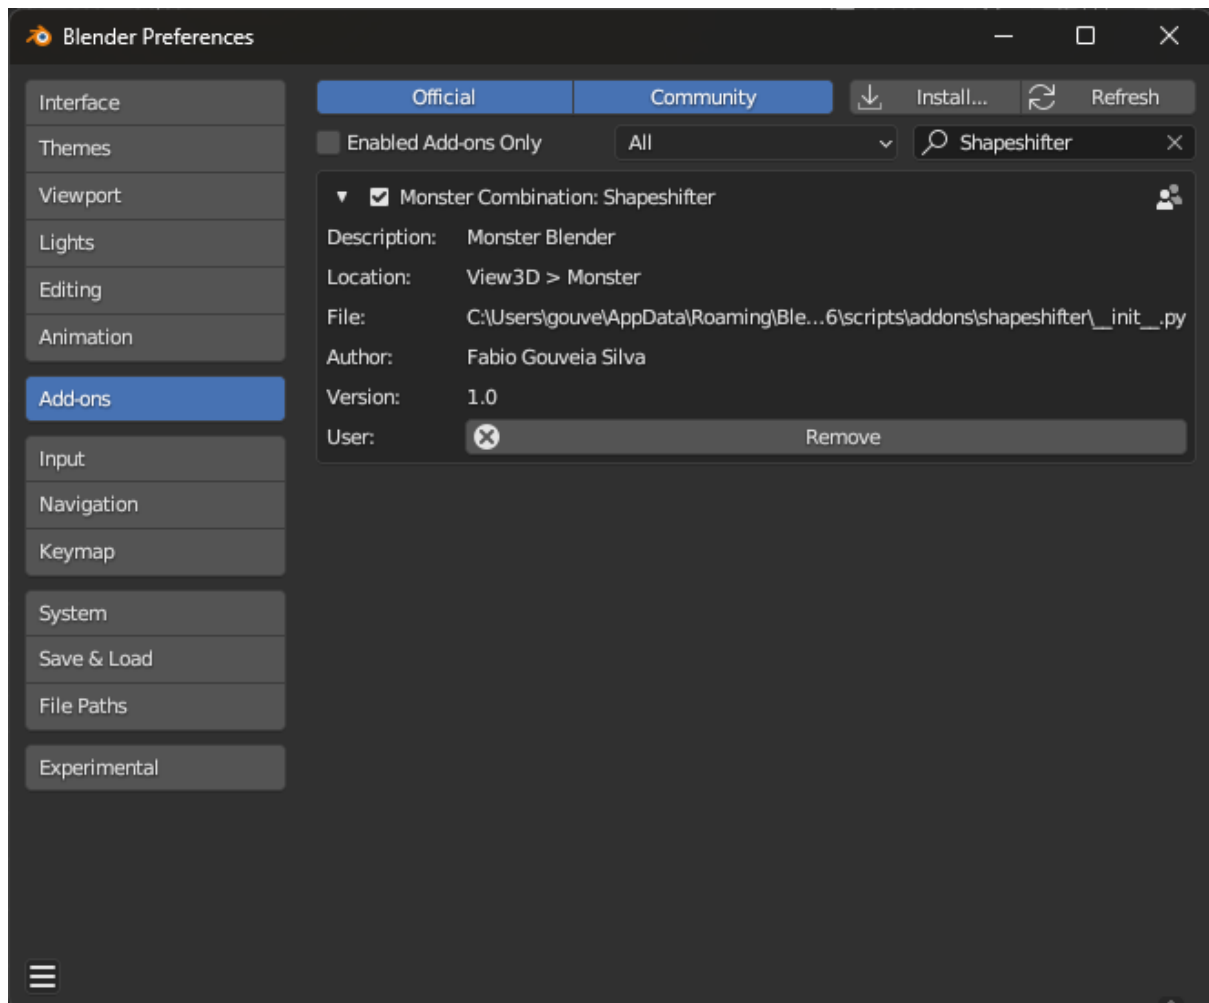 Blender Preferences
Interface
Themes
Viewport
Lights
Editing
Animation
Add-ons
Input
Navigation
Keymap
System
Save & Load
File Paths
Experimental
Official Community Install... Refresh
Enabled Add-ons Only All Shapeshifter
Monster Combination: Shapeshifter
Description: Monster Blender
Location: View3D > Monster
File: C:\Users\gouve\AppData\Roaming\Ble...6\scripts\addons\shapeshifter\__init__.py
Author: Fabio Gouveia Silva
Version: 1.0
User: Remove